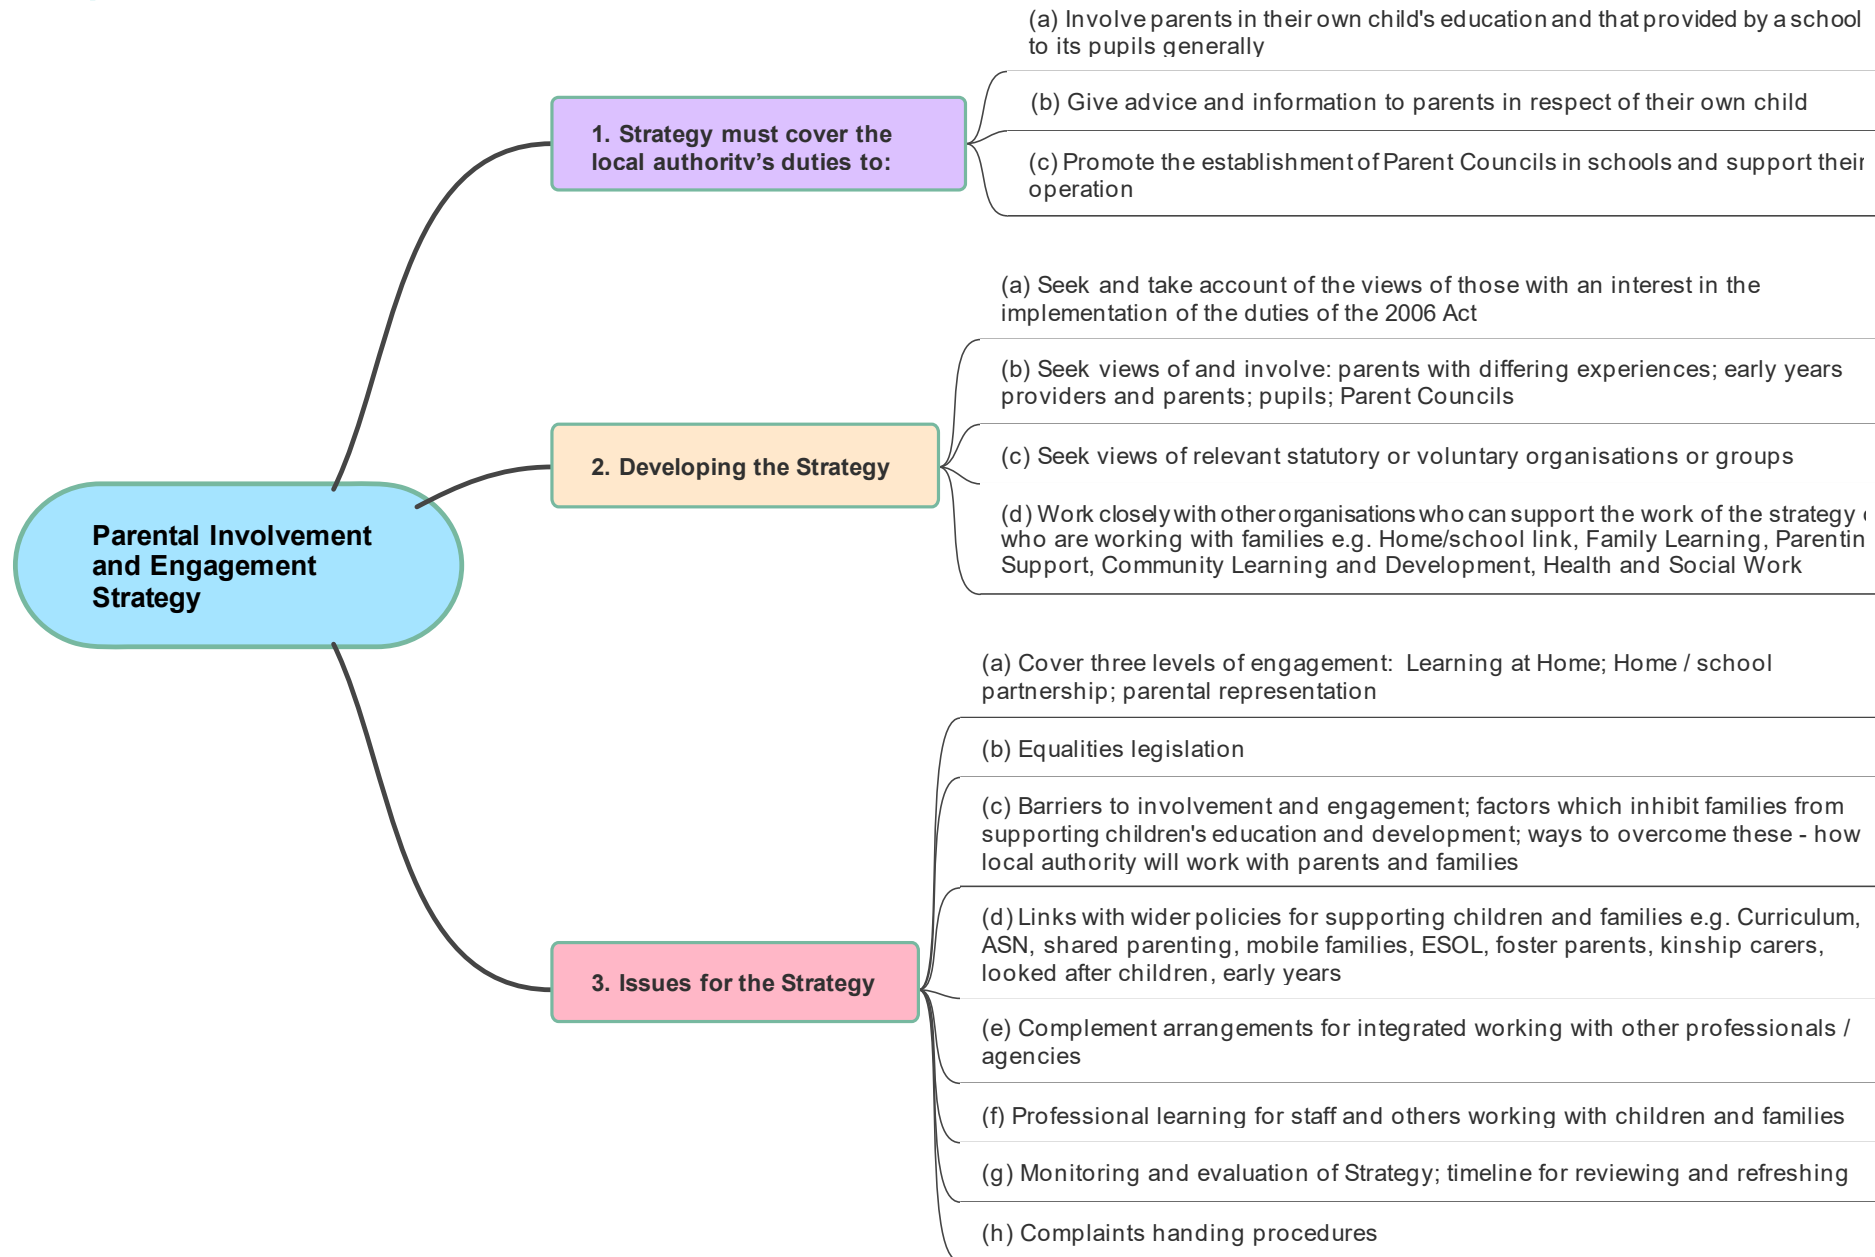 (a) Involve parents in their own child's education and that provided by a school
to its pupils generally
(b) Give advice and information to parents in respect of their own child
1. Strategy must cover the
local authority's duties to:
(c) Promote the establishment of Parent Councils in schools and support their
operation
(a) Seek and take account of the views of those with an interest in the
implementation of the duties of the 2006 Act
(b) Seek views of and involve: parents with differing experiences; early years
providers and parents; pupils; Parent Councils
2. Developing the Strategy
(c) Seek views of relevant statutory or voluntary organisations or groups
(d) Work closely with other organisations who can support the work of the strategy
who are working with families e.g. Home/school link, Family Learning, Parentin
Support, Community Learning and Development, Health and Social Work
Parental Involvement
and Engagement
Strategy
(a) Cover three levels of engagement: Learning at Home; Home / school
partnership; parental representation
(b) Equalities legislation
(c) Barriers to involvement and engagement; factors which inhibit families from
supporting children's education and development; ways to overcome these - how
local authority will work with parents and families
(d) Links with wider policies for supporting children and families e.g. Curriculum,
ASN, shared parenting, mobile families, ESOL, foster parents, kinship carers,
looked after children, early years
3. Issues for the Strategy
(e) Complement arrangements for integrated working with other professionals /
agencies
(f) Professional learning for staff and others working with children and families
(g) Monitoring and evaluation of Strategy; timeline for reviewing and refreshing
(h) Complaints handing procedures